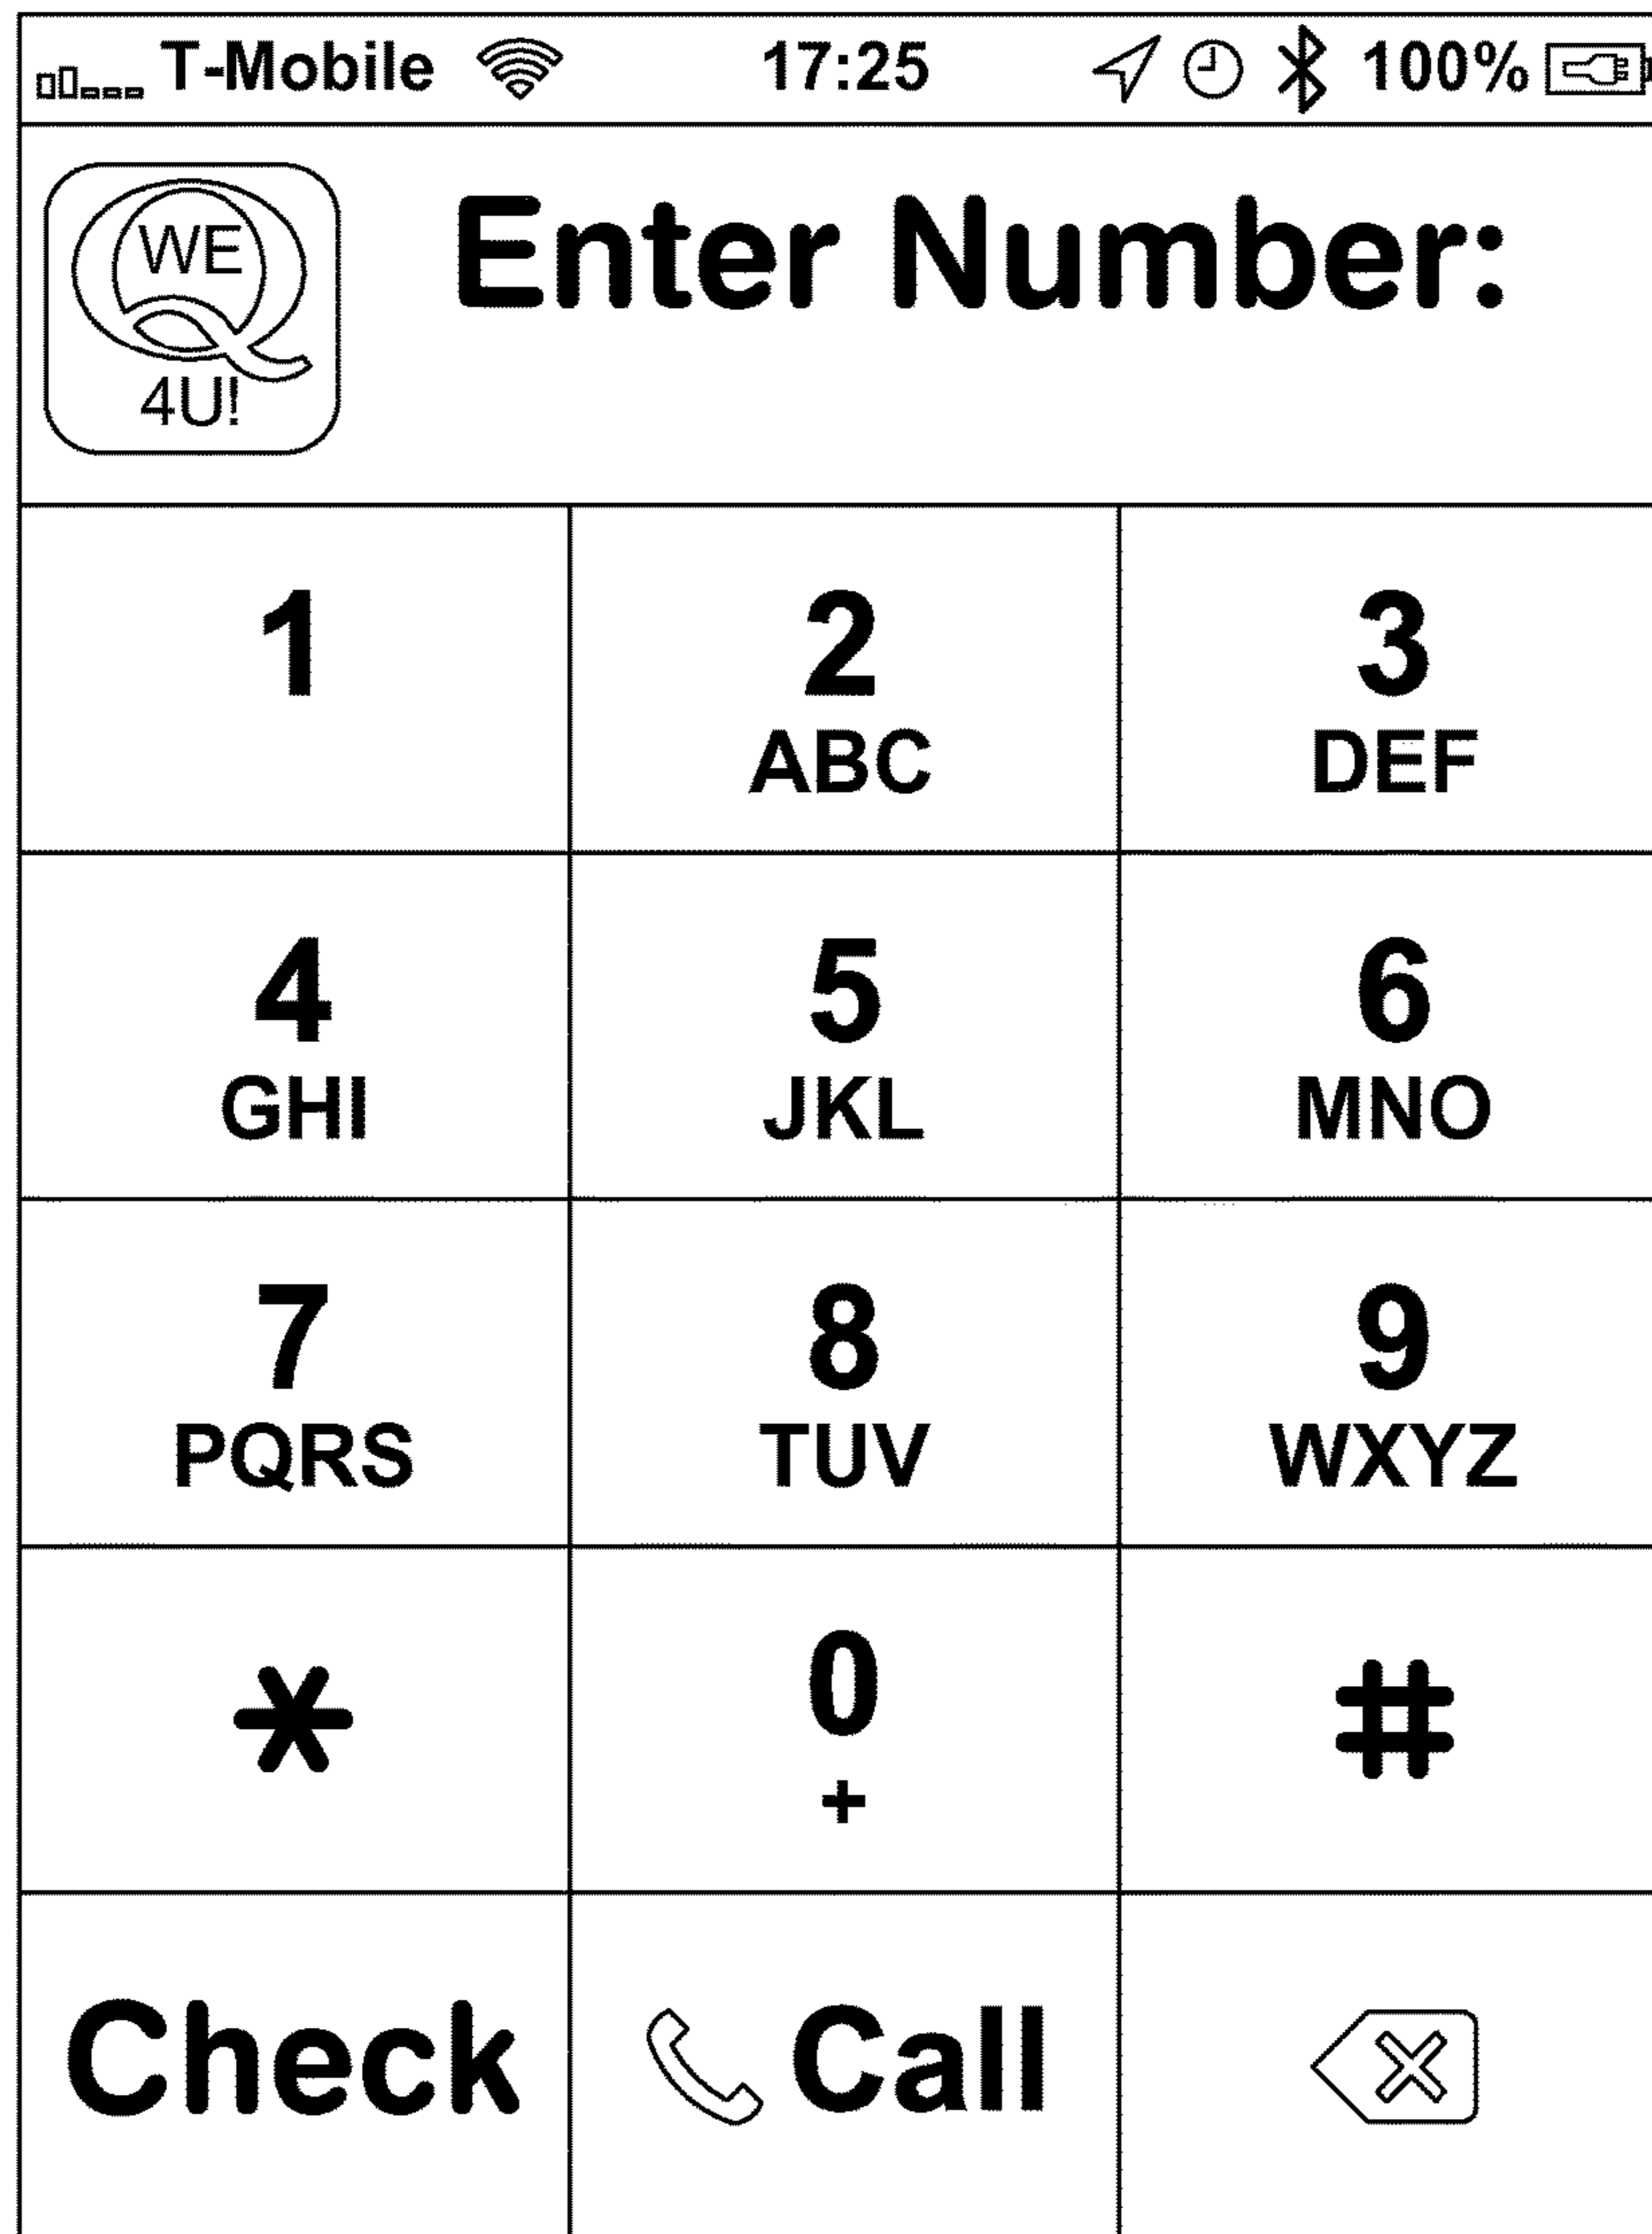 T-Mobile 17:25 100%
WE
Q
4U!
Enter Number:
1 2 3
ABC DEF
4 5 6
GHI JKL MNO
7 8 9
PQRS TUV WXYZ
* 0 #
+
Check Call